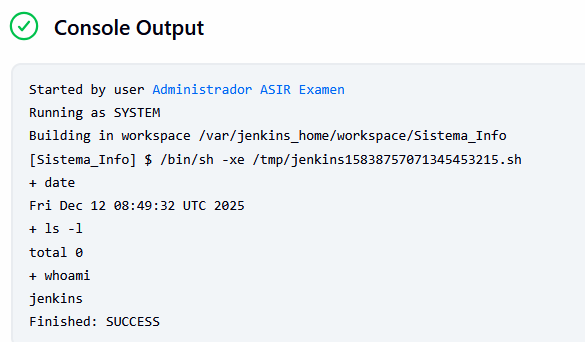 Console Output
Started by user Administrador ASIR Examen
Running as SYSTEM
Building in workspace /var/jenkins_home/workspace/Sistema_Info
[Sistema_Info] $ /bin/sh -xe /tmp/jenkins15838757071345453215.sh
+ date
Fri Dec 12 08:49:32 UTC 2025
+ ls -l
total 0
+ whoami
jenkins
Finished: SUCCESS